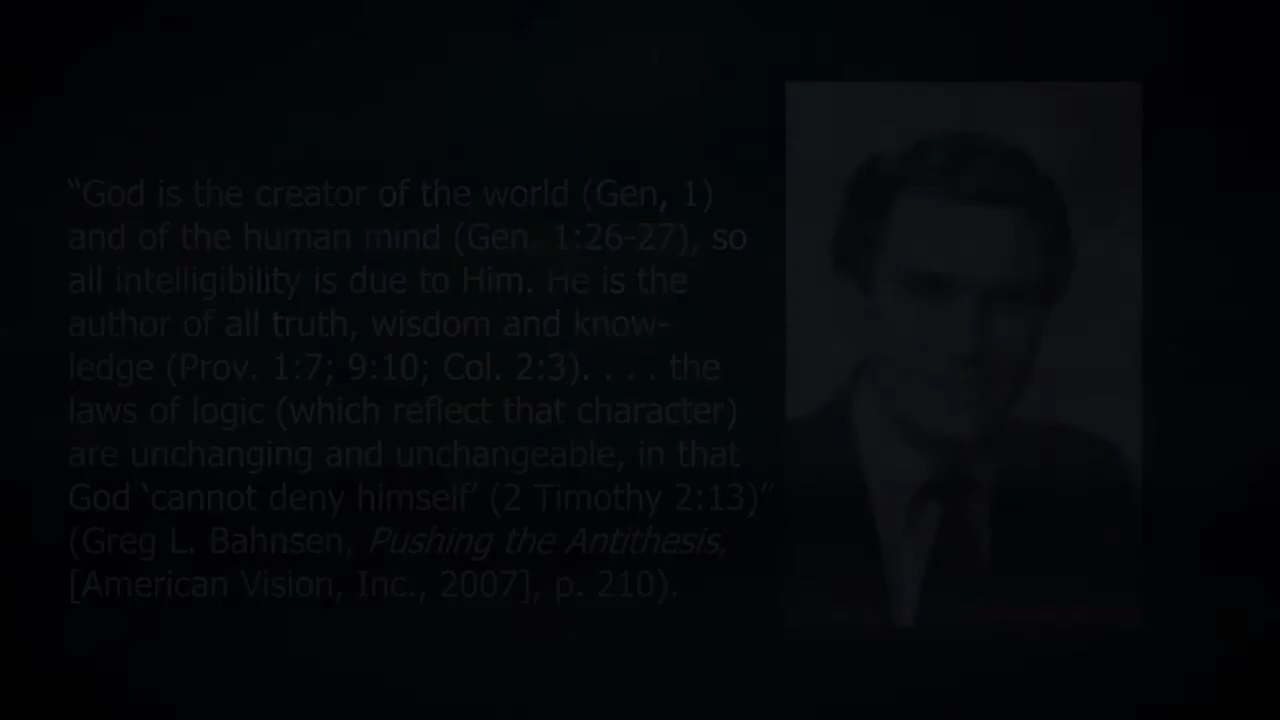 “God is the creator of the world (Gen, 1)
and of the human mind (Gen. 1:26-27), so
all intelligibility is due to Him. He is the
author of all truth, wisdom and know-
ledge (Prov. 1:7; 9:10; Col. 2:3). . . . the
laws of logic (which reflect that character)
are unchanging and unchangeable, in that
God ‘cannot deny himself’ (2 Timothy 2:13)”
(Greg L. Bahnsen, Pushing the Antithesis,
[American Vision, Inc., 2007], p. 210).